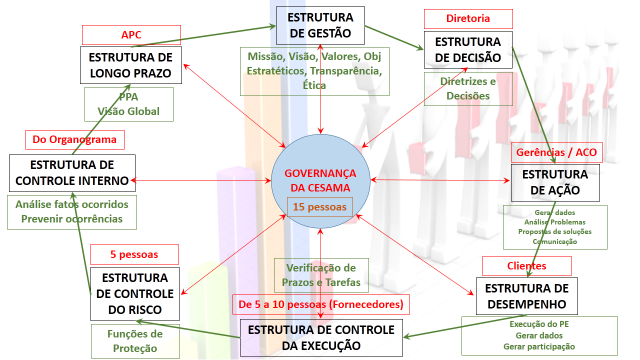 ESTRUTURA
DE GESTÃO
Missão, Visão, Valores, Obj
Estratéticos, Transparência,
Ética
Diretoria
ESTRUTURA
DE DECISÃO
Diretrizes e
Decisões
APC
ESTRUTURA DE
LONGO PRAZO
PPA
Visão Global
Do Organograma
ESTRUTURA DE
CONTROLE INTERNO
Análise fatos ocorridos
Prevenir ocorrências
GOVERNANÇA
DA CESAMA
15 pessoas
Gerências / ACO
ESTRUTURA
DE AÇÃO
Gerar dados
Análise Problemas
Propostas de soluções
Comunicação
5 pessoas
ESTRUTURA
DE CONTROLE
DO RISCO
Funções de
Proteção
Verificação de
Prazos e Tarefas
De 5 a 10 pessoas (Fornecedores)
ESTRUTURA DE CONTROLE
DA EXECUÇÃO
Clientes
ESTRUTURA DE
DESEMPENHO
Execução do PE
Gerar dados
Gerar participação